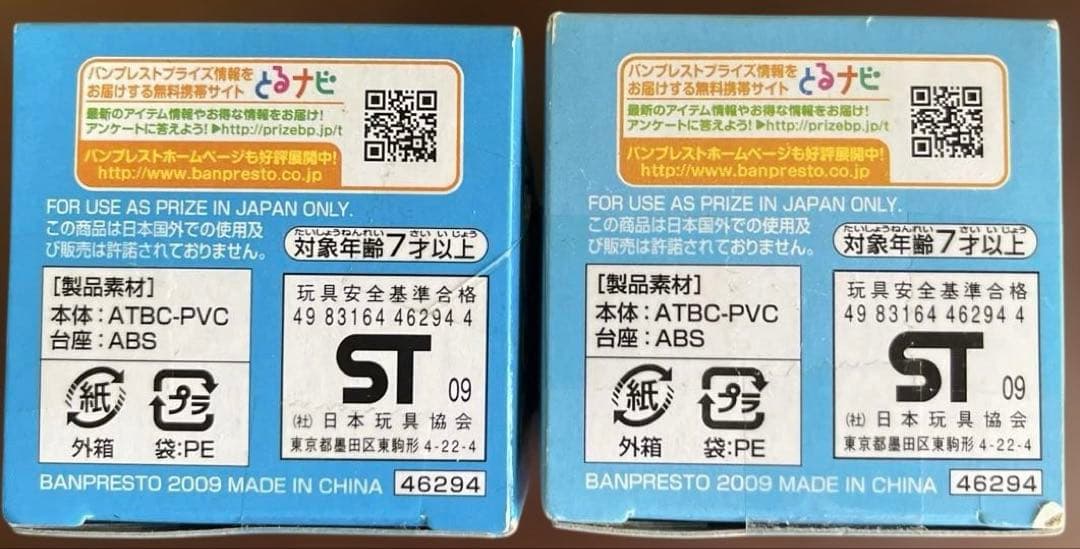 バンプレストプライズ情報を
お届けする無料携帯サイト とるナビ
最新のアイテム情報やお得な情報をお届け!
アンケートに答えよう!▶http://prizebp.jp/t
バンプレストホームページも好評展開中!
http://www.banpresto.co.jp
FOR USE AS PRIZE IN JAPAN ONLY.
この商品は日本国外での使用及
び販売は許諾されておりません。
たいしょうねんれい さい いじょう
対象年齢7才以上
[製品素材]
本体:ATBC-PVC
台座:ABS
紙
外箱
プラ
袋:PE
玩具安全基準合格
49 83164 46294 4
ST 09
(社)日本玩具協会
東京都墨田区東駒形 4-22-4
BANPRESTO 2009 MADE IN CHINA 46294
バンプレストプライズ情報を
お届けする無料携帯サイト とるナビ
最新のアイテム情報やお得な情報をお届け!
アンケートに答えよう!▶http://prizebp.jp/t
バンプレストホームページも好評展開中!
http://www.banpresto.co.jp
FOR USE AS PRIZE IN JAPAN ONLY.
この商品は日本国外での使用及
び販売は許諾されておりません。
たいしょうねんれい さい いじょう
対象年齢7才以上
[製品素材]
本体:ATBC-PVC
台座:ABS
紙
外箱
プラ
袋:PE
玩具安全基準合格
49 83164 46294 4
ST 09
(社)日本玩具協会
東京都墨田区東駒形 4-22-4
BANPRESTO 2009 MADE IN CHINA 46294